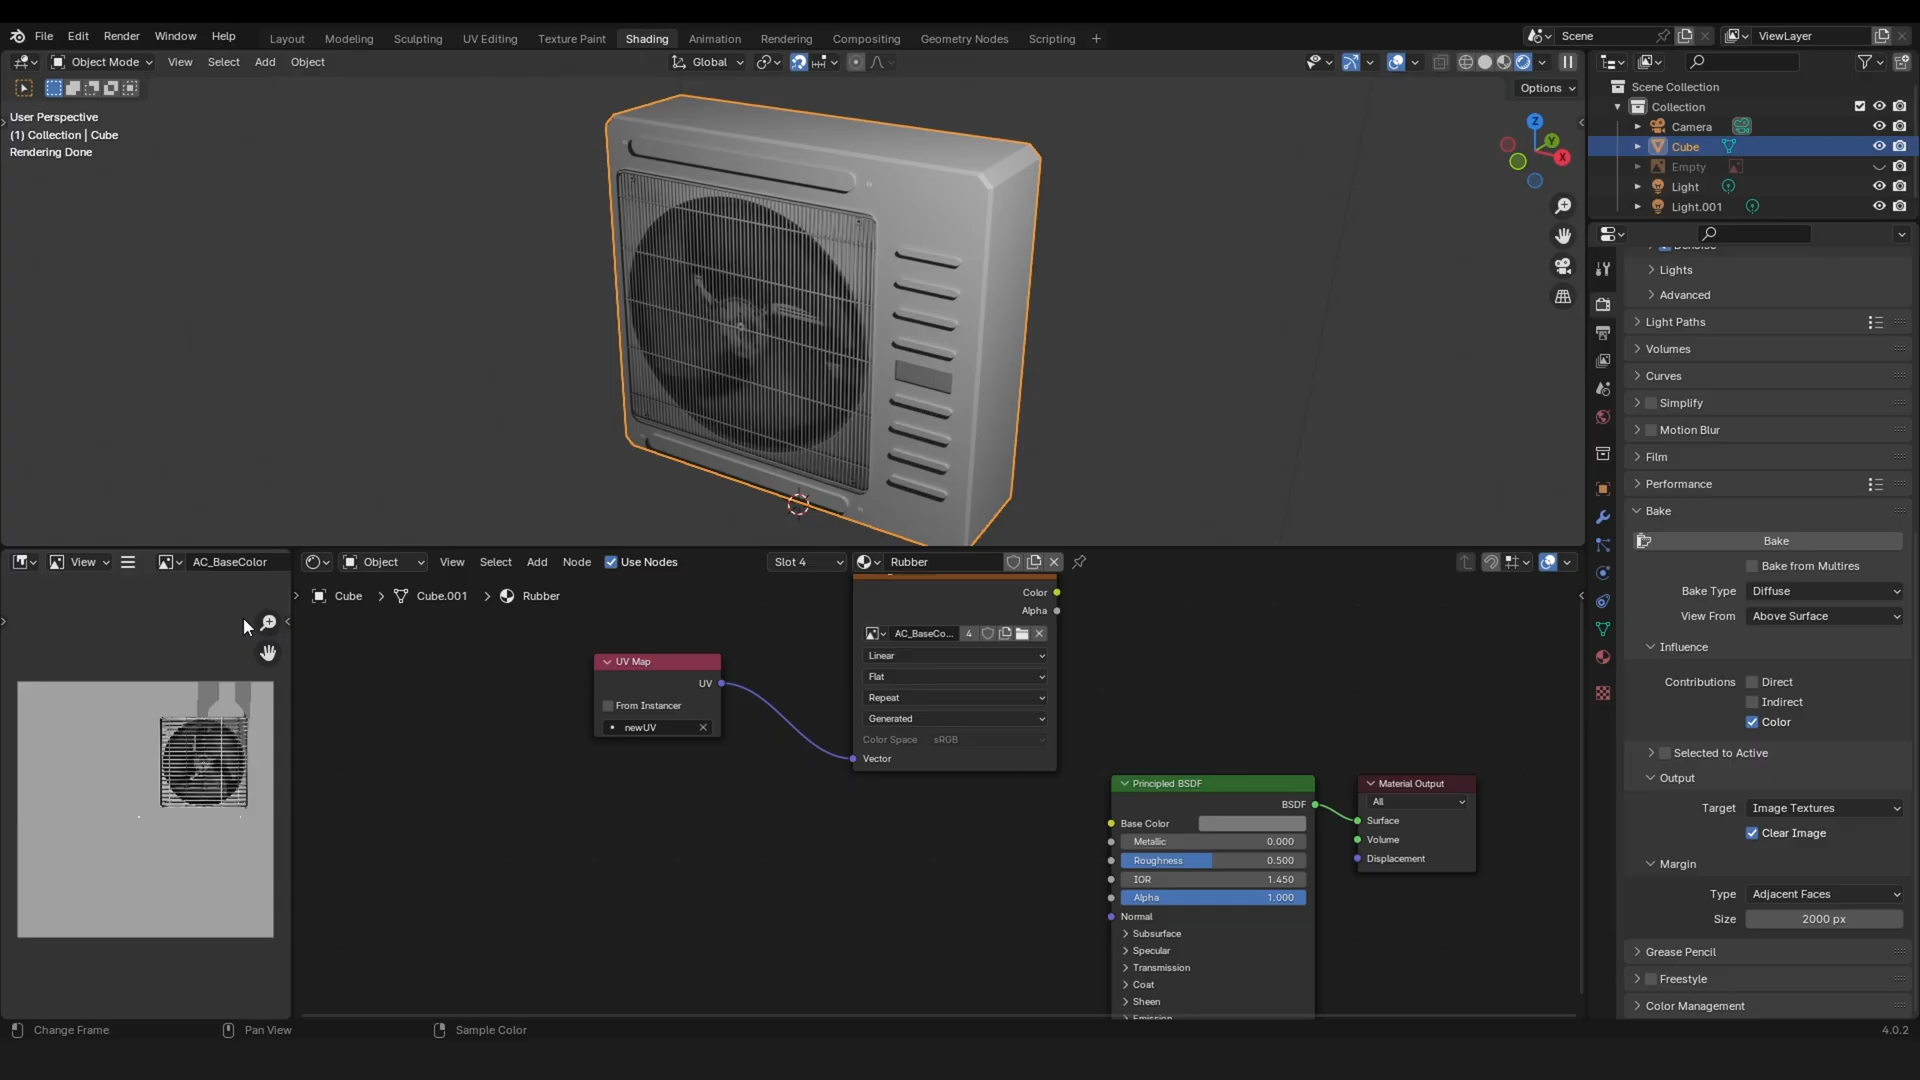 File Edit Render Window Help
Layout Modeling Sculpting UV Editing Texture Paint Shading Animation Rendering Compositing Geometry Nodes Scripting +
Scene
ViewLayer
Object Mode View Select Add Object
Global
Options
User Perspective
(1) Collection | Cube
Rendering Done
Z
Y
X
Scene Collection
Collection
Camera
Cube
Empty
Light
Light.001
Lights
Advanced
Light Paths
Volumes
Curves
Simplify
Motion Blur
Film
Performance
Bake
Bake
Bake from Multires
Bake Type Diffuse
View From Above Surface
Influence
Contributions Direct
Indirect
Color
Selected to Active
Output
Target Image Textures
Clear Image
Margin
Type Adjacent Faces
Size 2000 px
Grease Pencil
Freestyle
Color Management
View AC_BaseColor
Object View Select Add Node Use Nodes Slot 4 Rubber
Cube > Cube.001 > Rubber
Color
Alpha
AC_BaseCo... 4
Linear
Flat
Repeat
Generated
Color Space sRGB
Vector
UV Map
UV
From Instancer
newUV
Principled BSDF
BSDF
Base Color
Metallic 0.000
Roughness 0.500
IOR 1.450
Alpha 1.000
Normal
Subsurface
Specular
Transmission
Coat
Sheen
Material Output
All
Surface
Volume
Displacement
Change Frame Pan View Sample Color 4.0.2